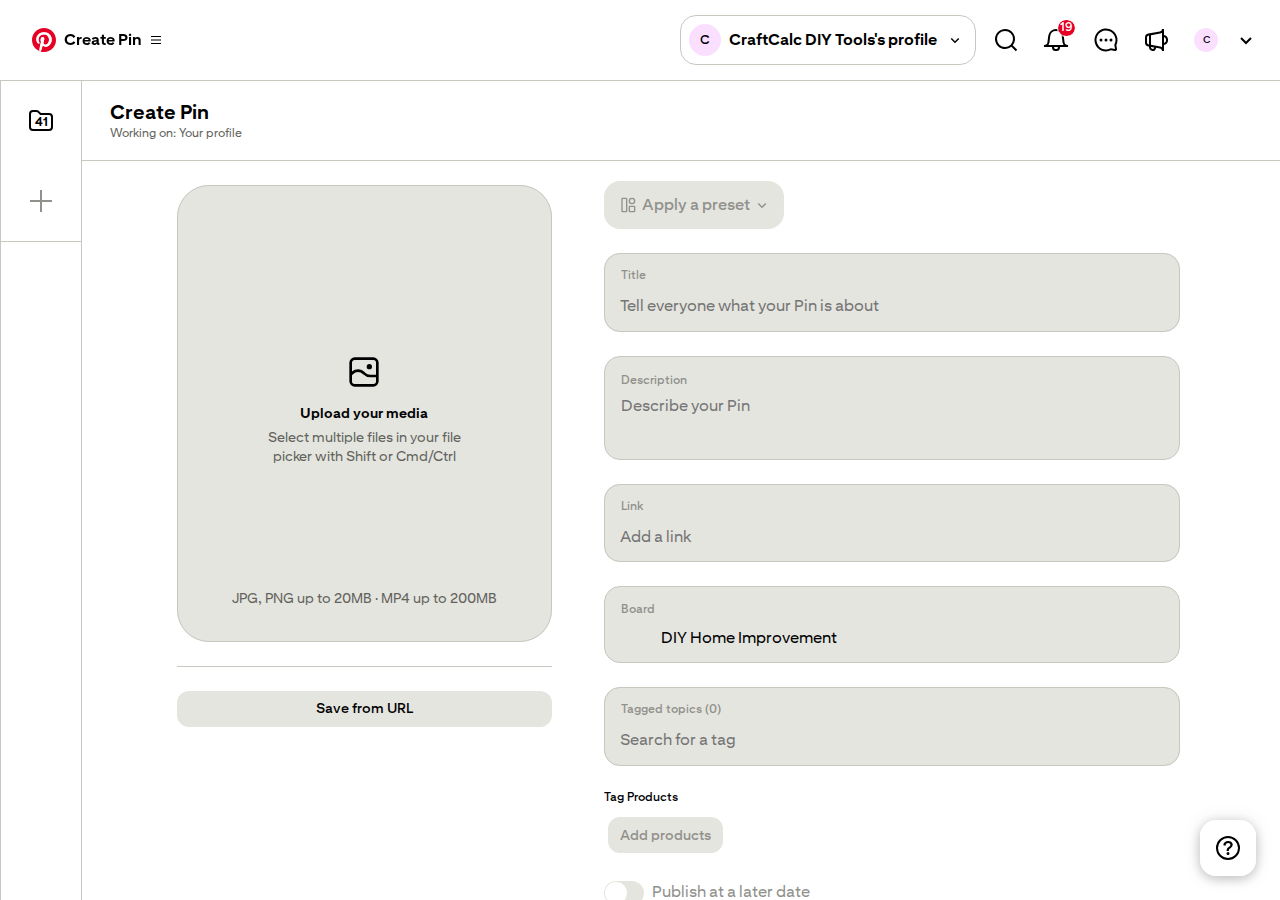 Create Pin
C
CraftCalc DIY Tools's profile
19
C
41
Create Pin
Working on: Your profile
Apply a preset
Title
Tell everyone what your Pin is about
Description
Describe your Pin
Upload your media
Select multiple files in your file
picker with Shift or Cmd/Ctrl
JPG, PNG up to 20MB · MP4 up to 200MB
Save from URL
Link
Add a link
Board
DIY Home Improvement
Tagged topics (0)
Search for a tag
Tag Products
Add products
Publish at a later date